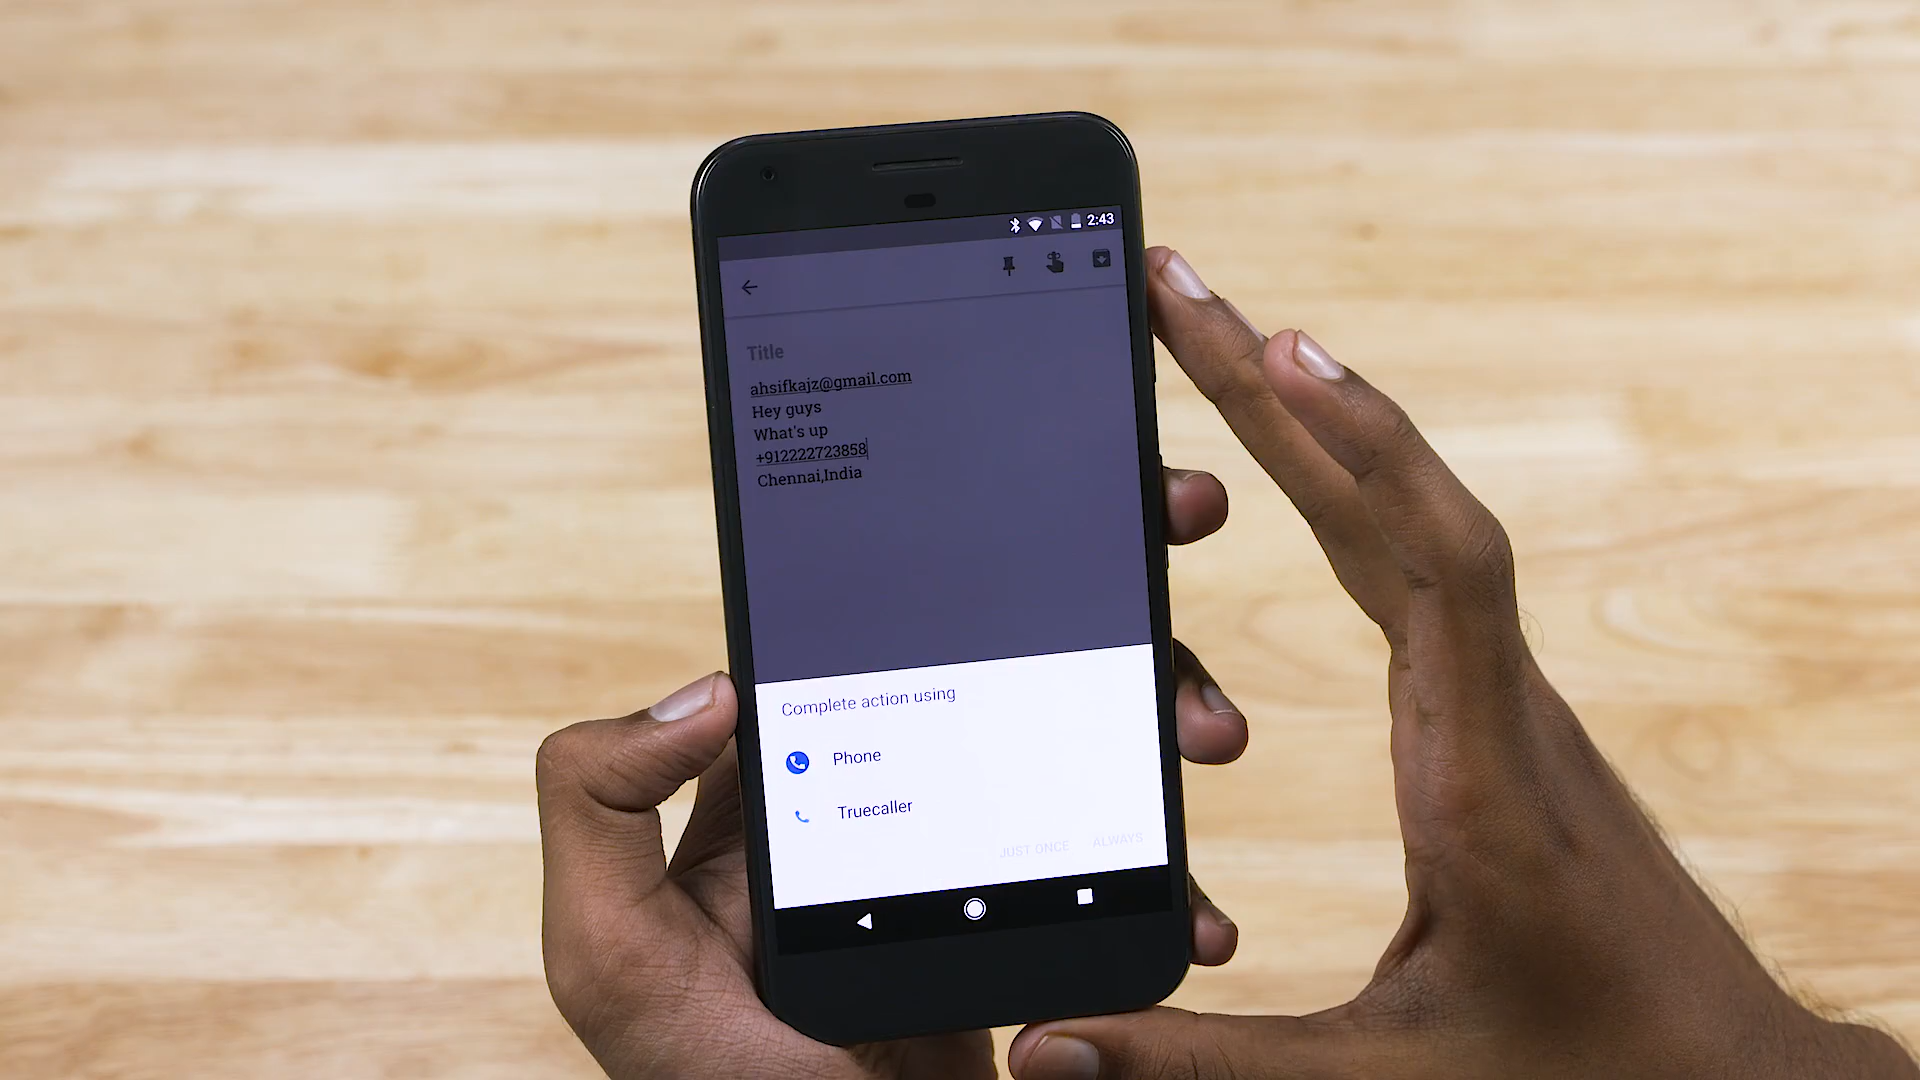 2:43
Title
ahsifkajz@gmail.com
Hey guys
What's up
+912222723858
Chennai,India
Complete action using
Phone
Truecaller
JUST ONCE ALWAYS